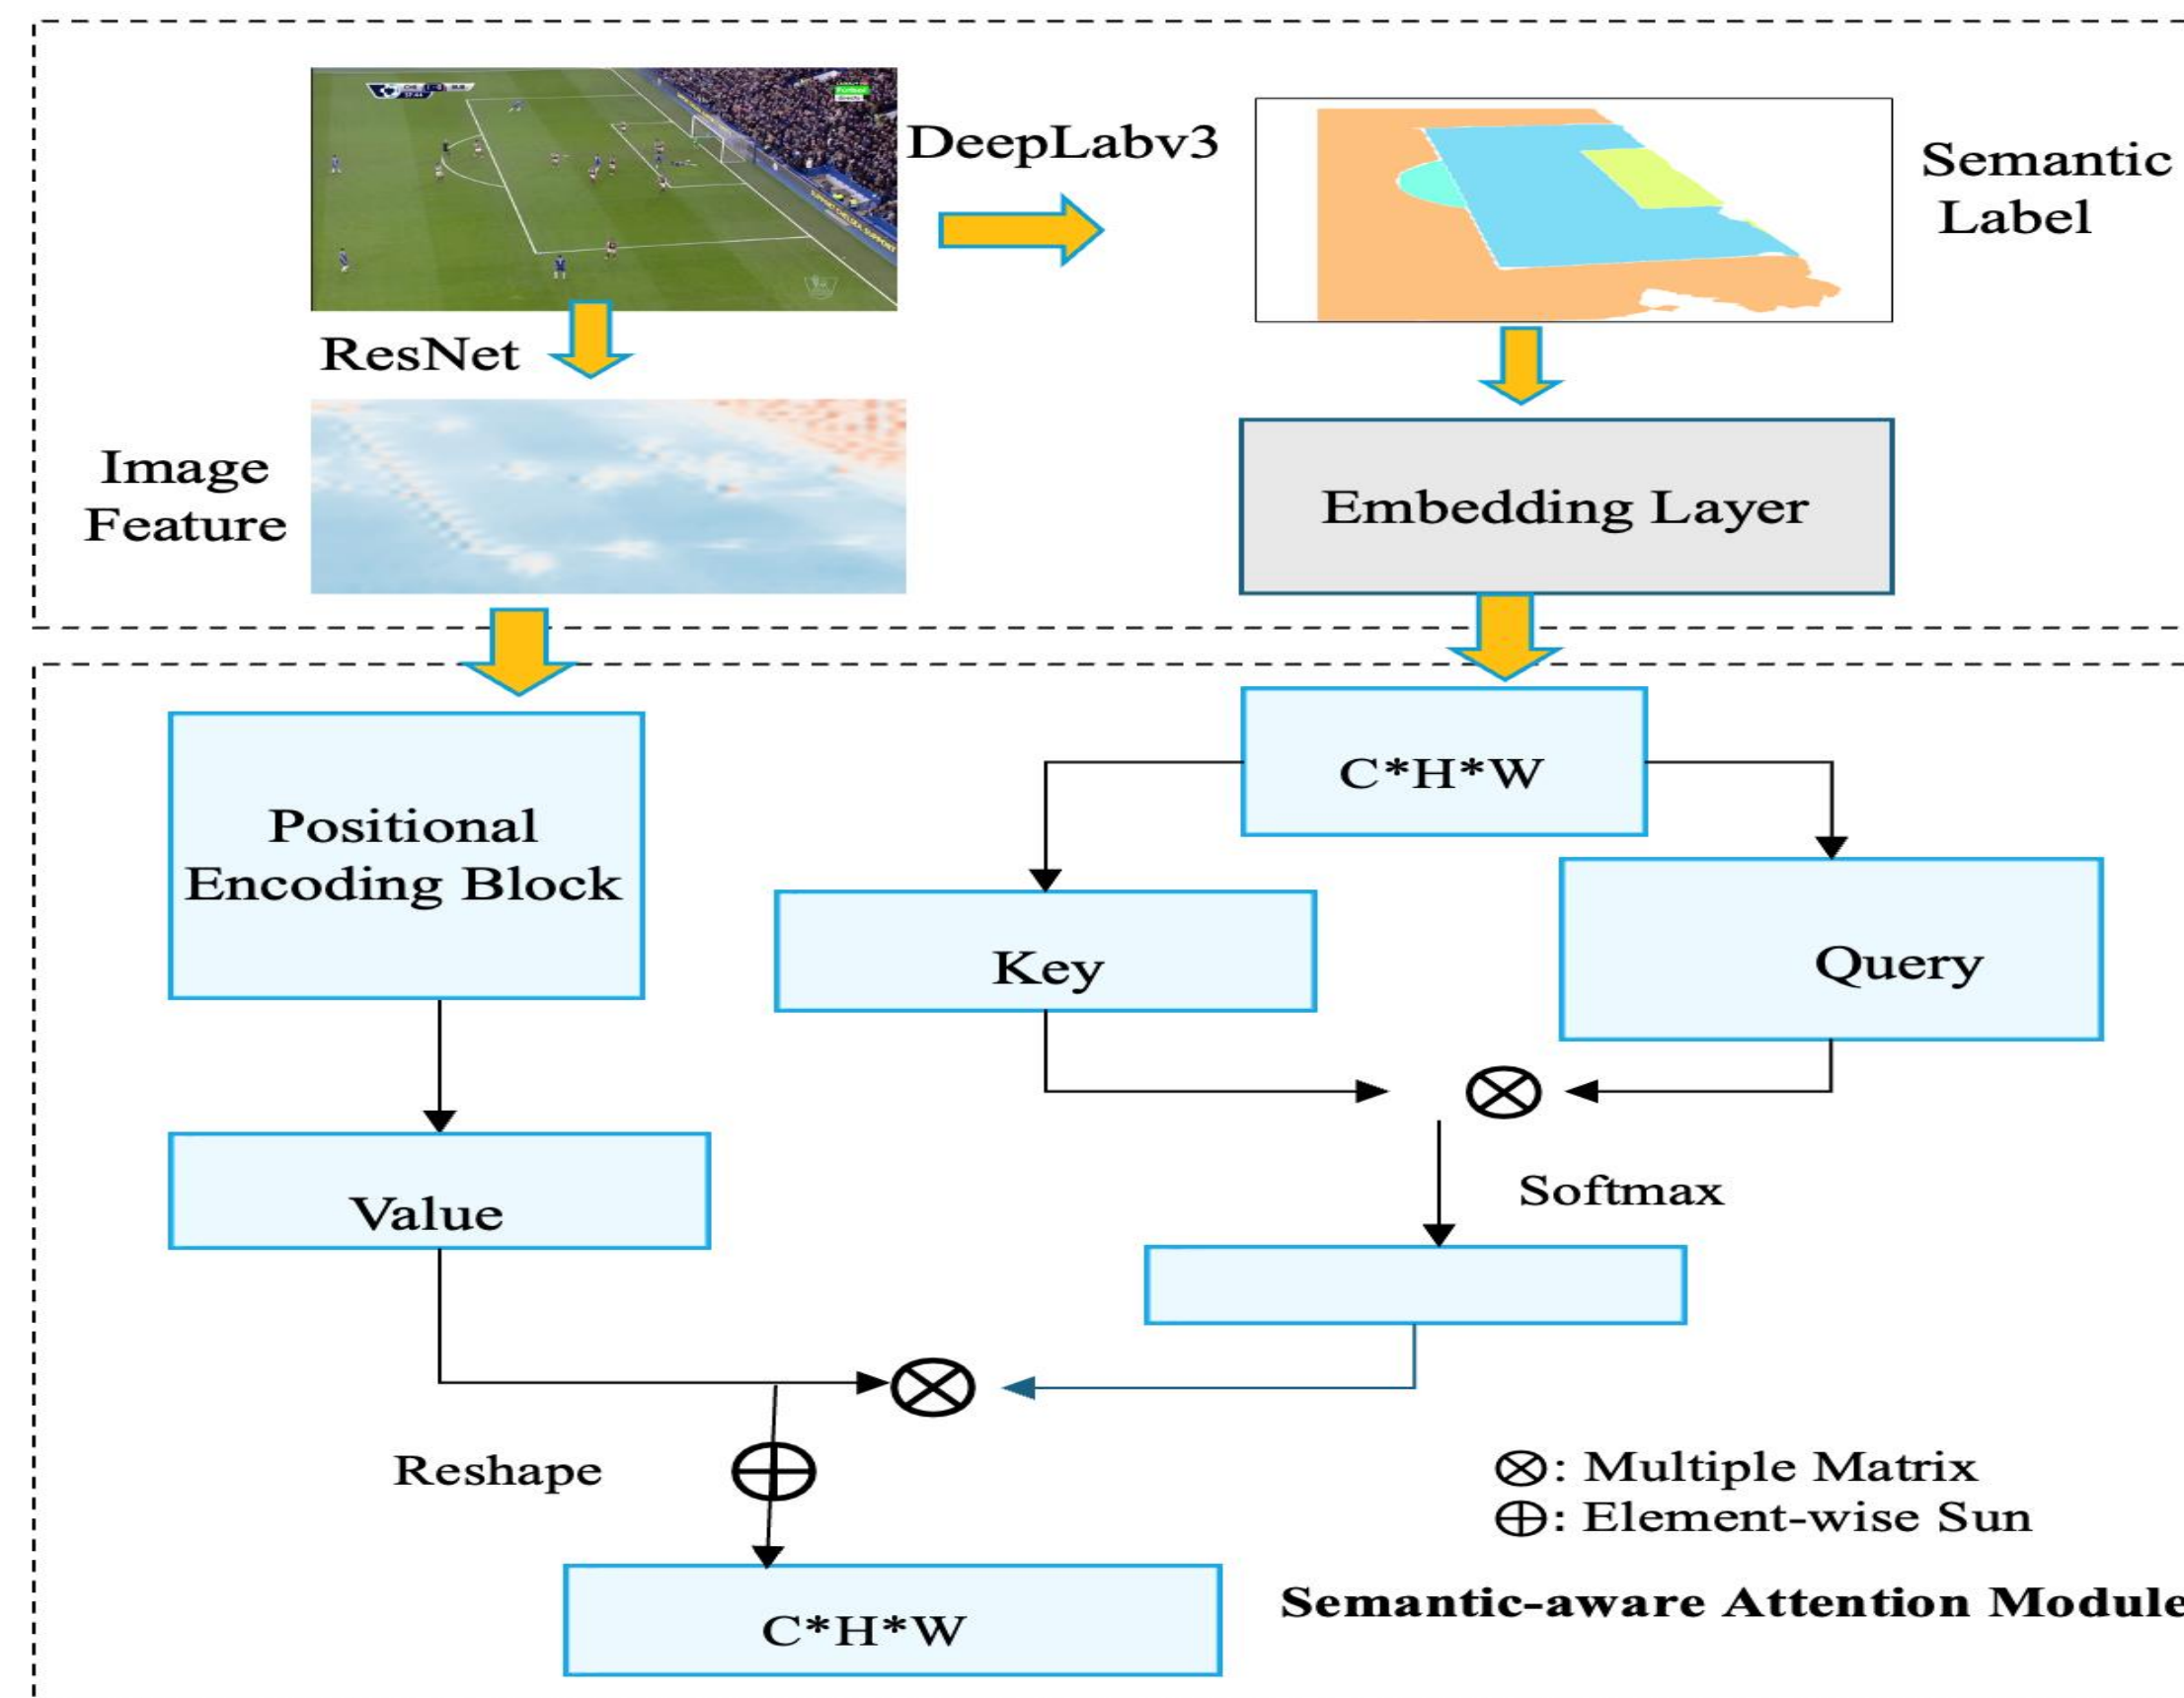 DeepLabv3
Semantic
Label
ResNet
Image
Feature
Embedding Layer
C*H*W
Positional
Encoding Block
Key
Query
Value
Softmax
Reshape
⊗: Multiple Matrix
⊕: Element-wise Sun
C*H*W
Semantic-aware Attention Module